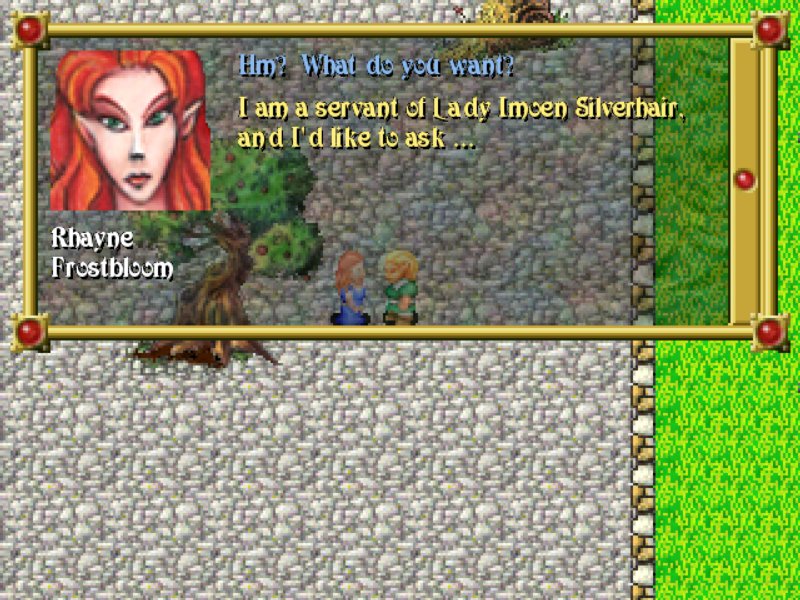 Hm? What do you want?
I am a servant of Lady Imoen Silverhair,
and I'd like to ask ...
Rhayne
Frostbloom